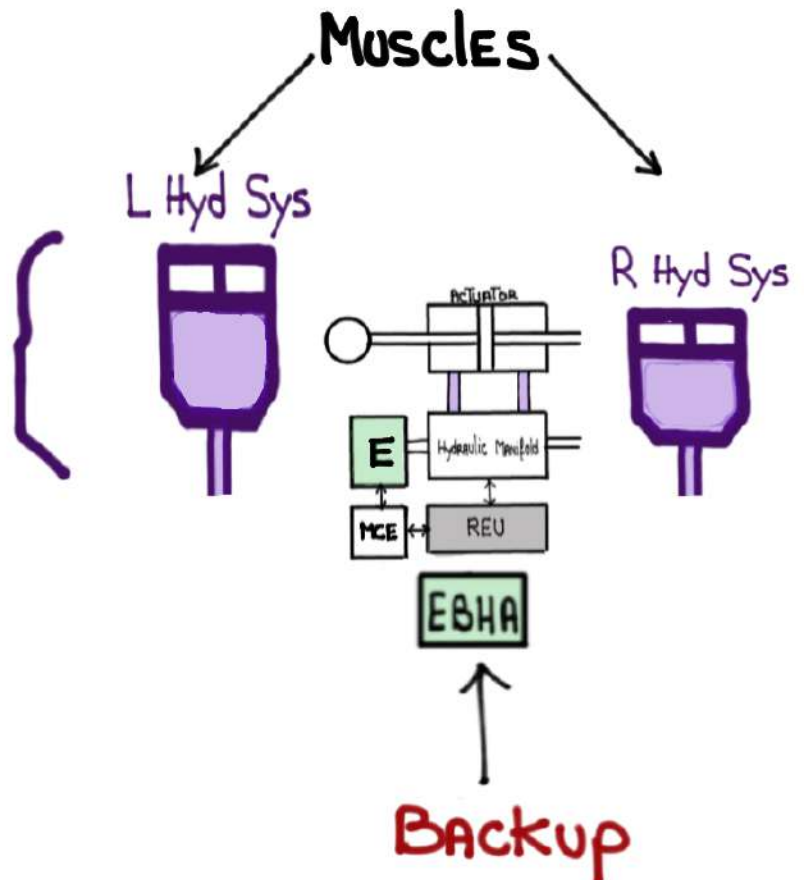 Muscles
L Hyd Sys
R Hyd Sys
ACTUATOR
E
Hydraulic Manifold
MCE
REU
EBHA
Backup